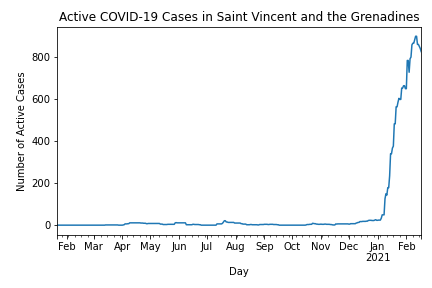 Active COVID-19 Cases in Saint Vincent and the Grenadines
Number of Active Cases
800
600
400
200
0
Feb Mar Apr May Jun Jul Aug Sep Oct Nov Dec Jan Feb
2021
Day